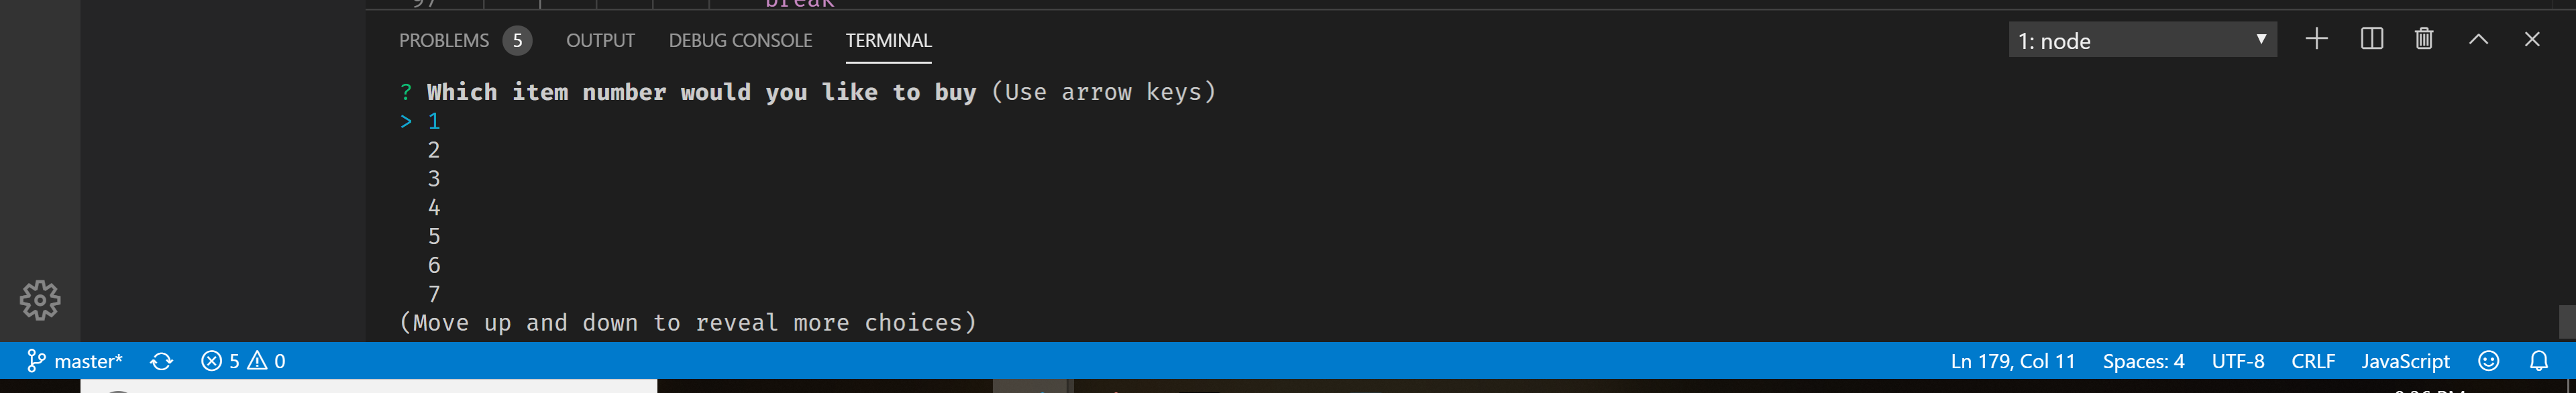 97 break
PROBLEMS 5 OUTPUT DEBUG CONSOLE TERMINAL 1: node
? Which item number would you like to buy (Use arrow keys)
> 1
2
3
4
5
6
7
(Move up and down to reveal more choices)
master* 5 0 Ln 179, Col 11 Spaces: 4 UTF-8 CRLF JavaScript